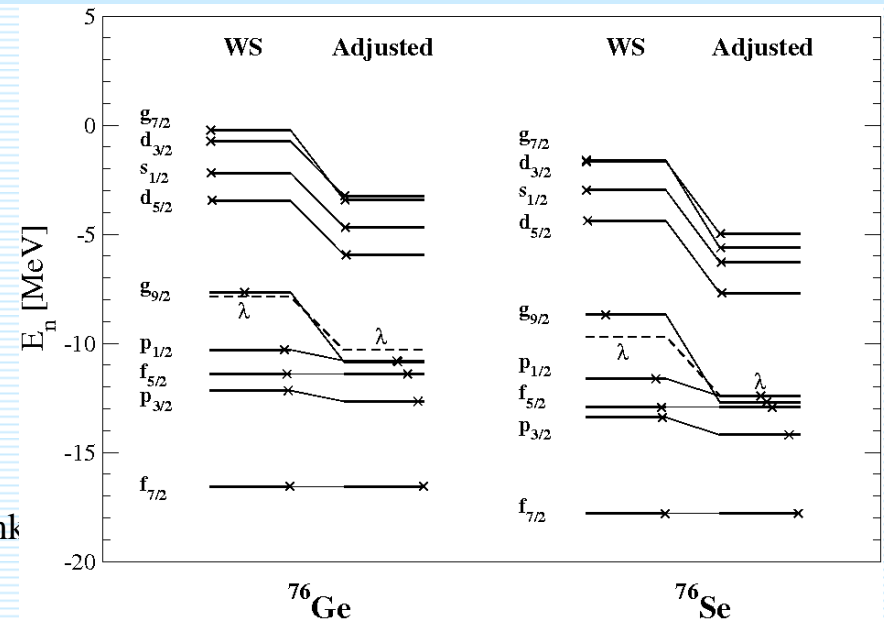 5
WS Adjusted WS Adjusted
0
g7/2
d3/2
s1/2
d5/2
g7/2
d3/2
s1/2
d5/2
-5
En [MeV]
g9/2
λ λ
g9/2
λ λ
-10
p1/2
f5/2
p3/2
p1/2
f5/2
p3/2
-15
f7/2
f7/2
-20
76Ge 76Se